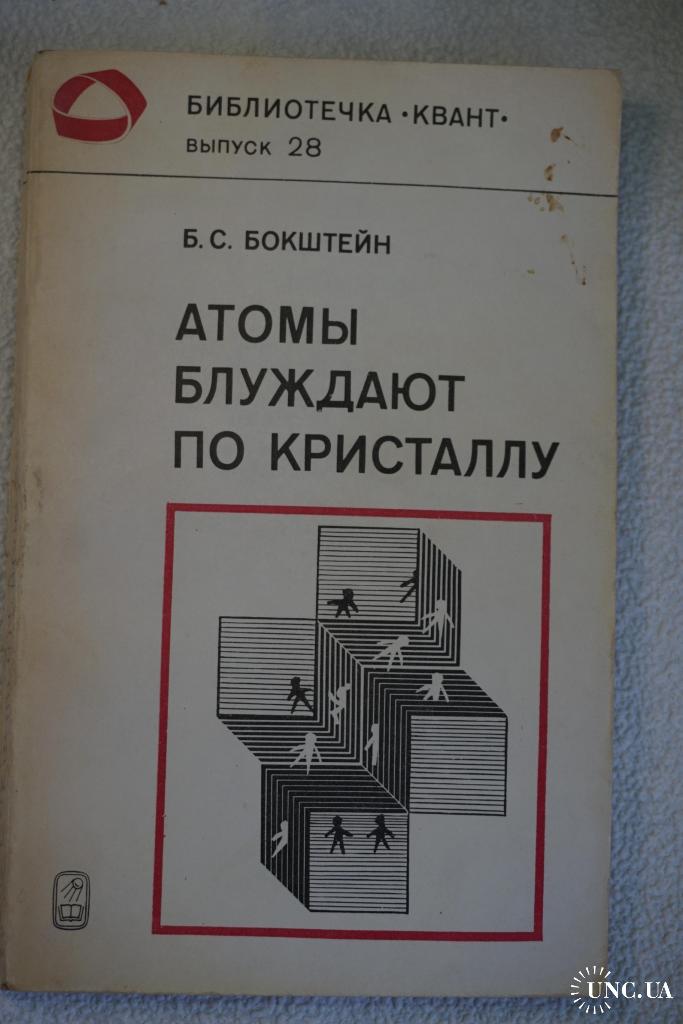 БИБЛИОТЕЧКА •КВАНТ•
ВЫПУСК 28
Б. С. БОКШТЕЙН
АТОМЫ
БЛУЖДАЮТ
ПО КРИСТАЛЛУ
UNC.UA